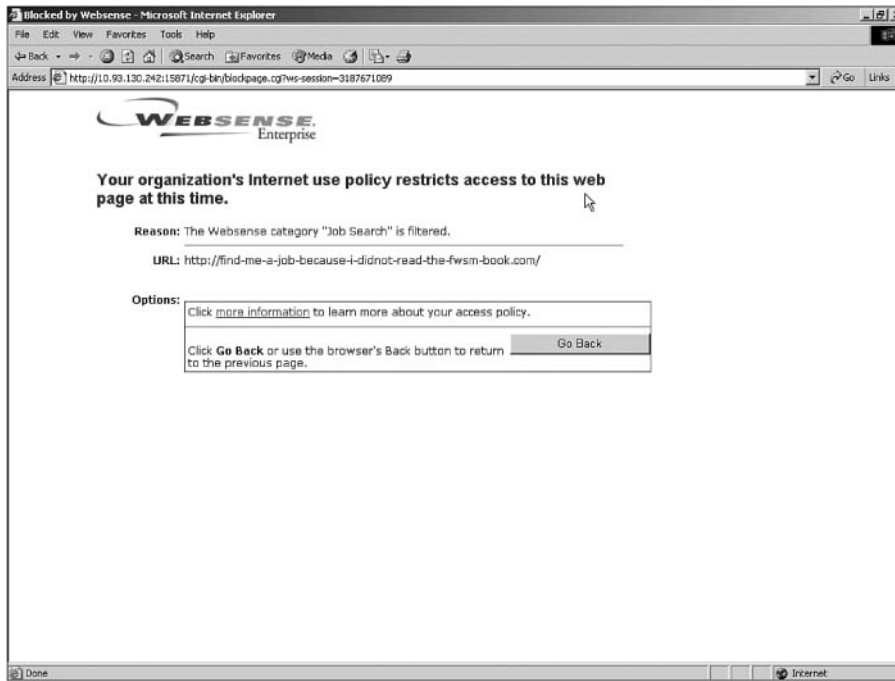 Blocked by Websense - Microsoft Internet Explorer
File Edit View Favorites Tools Help
Back Search Favorites Media
Address http://10.93.130.242:15871/cgi-bin/blockpage.cgi?ws-session=3187671089 Go Links
WEBSENSE.
Enterprise
Your organization's Internet use policy restricts access to this web
page at this time.
Reason: The Websense category "Job Search" is filtered.
URL: http://find-me-a-job-because-i-didnot-read-the-fwsm-book.com/
Options:
Click more information to learn more about your access policy.
Click Go Back or use the browser's Back button to return
to the previous page.
Go Back
Done Internet